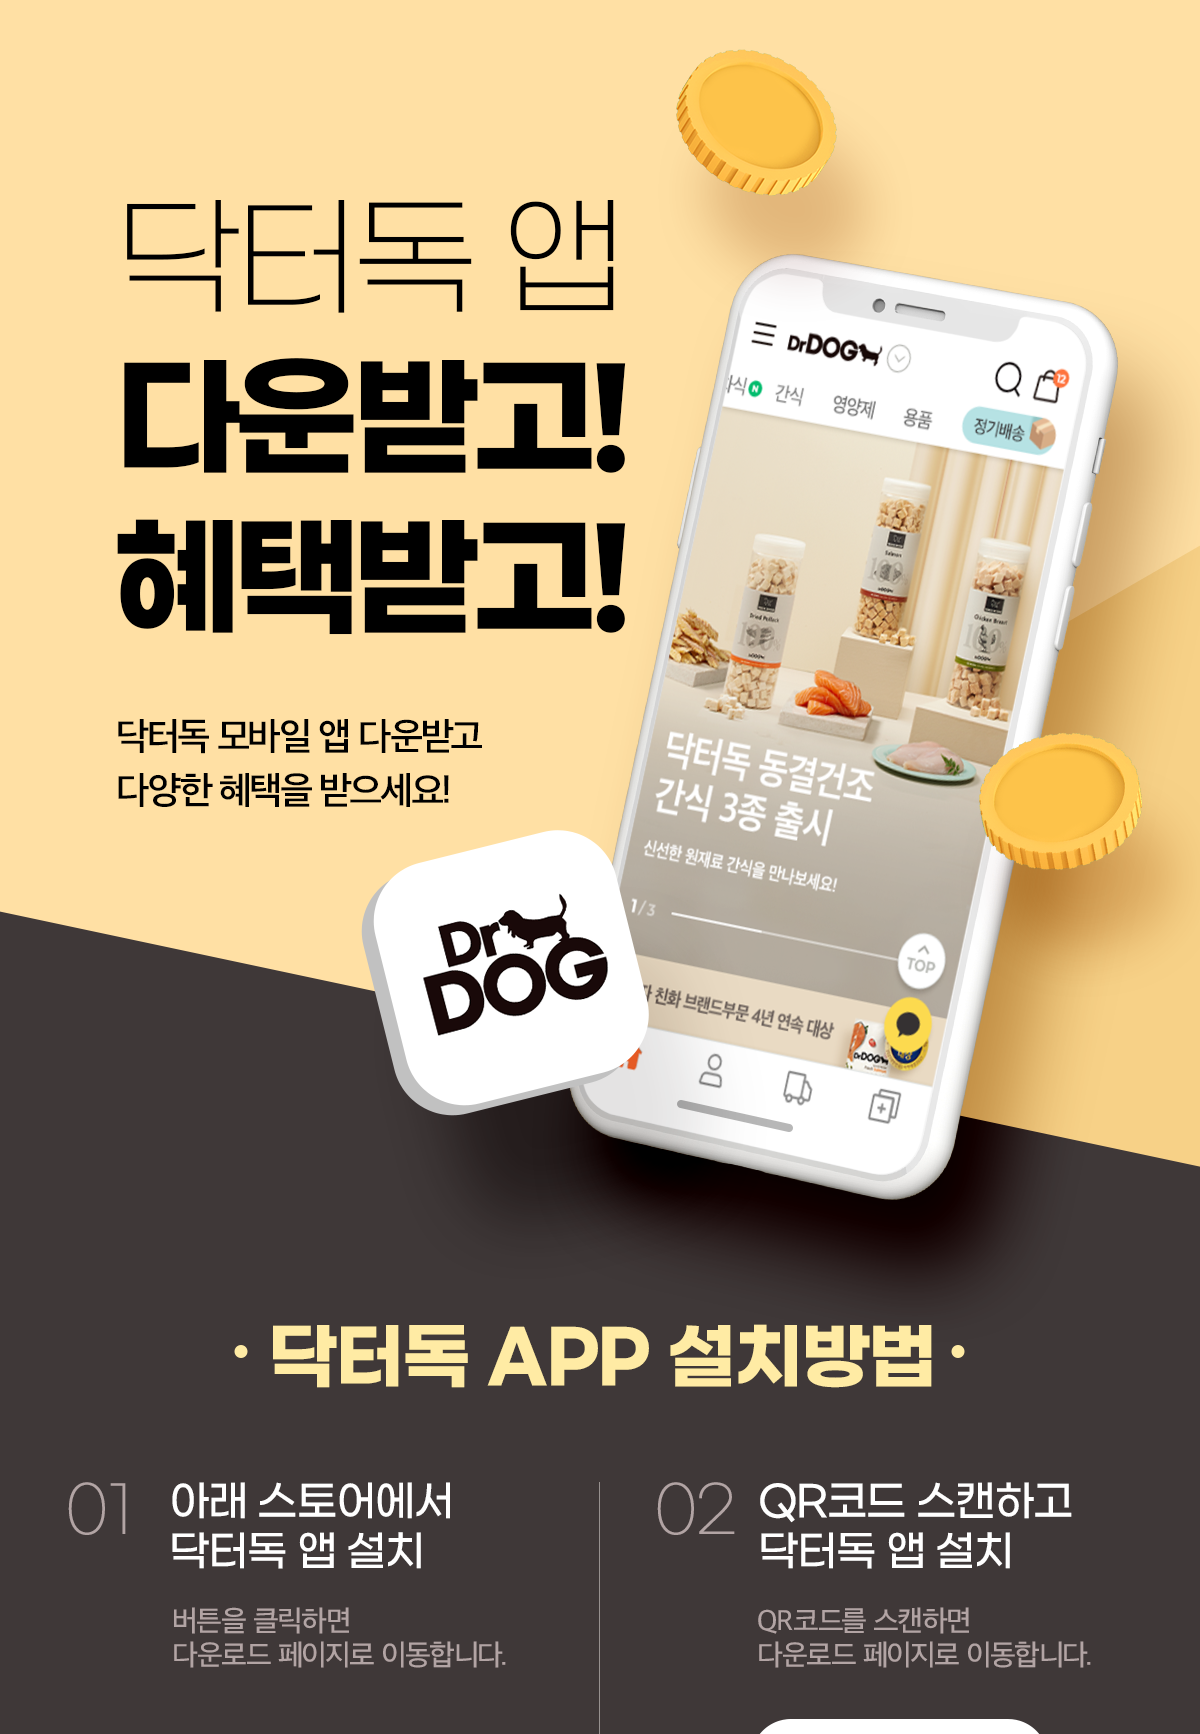 닥터독 앱
다운받고!
혜택받고!
닥터독 모바일 앱 다운받고
다양한 혜택을 받으세요!
DrDOG
12
간식
영양제
용품
정기배송
Salmon
Dried Pollack
Chicken Breast
닥터독 동결건조
간식 3종 출시
신선한 원재료 간식을 만나보세요!
1/3
TOP
친화 브랜드부문 4년 연속 대상
DrDOG
Dr
DOG
· 닥터독 APP 설치방법 ·
01
아래 스토어에서
닥터독 앱 설치
버튼을 클릭하면
다운로드 페이지로 이동합니다.
02
QR코드 스캔하고
닥터독 앱 설치
QR코드를 스캔하면
다운로드 페이지로 이동합니다.